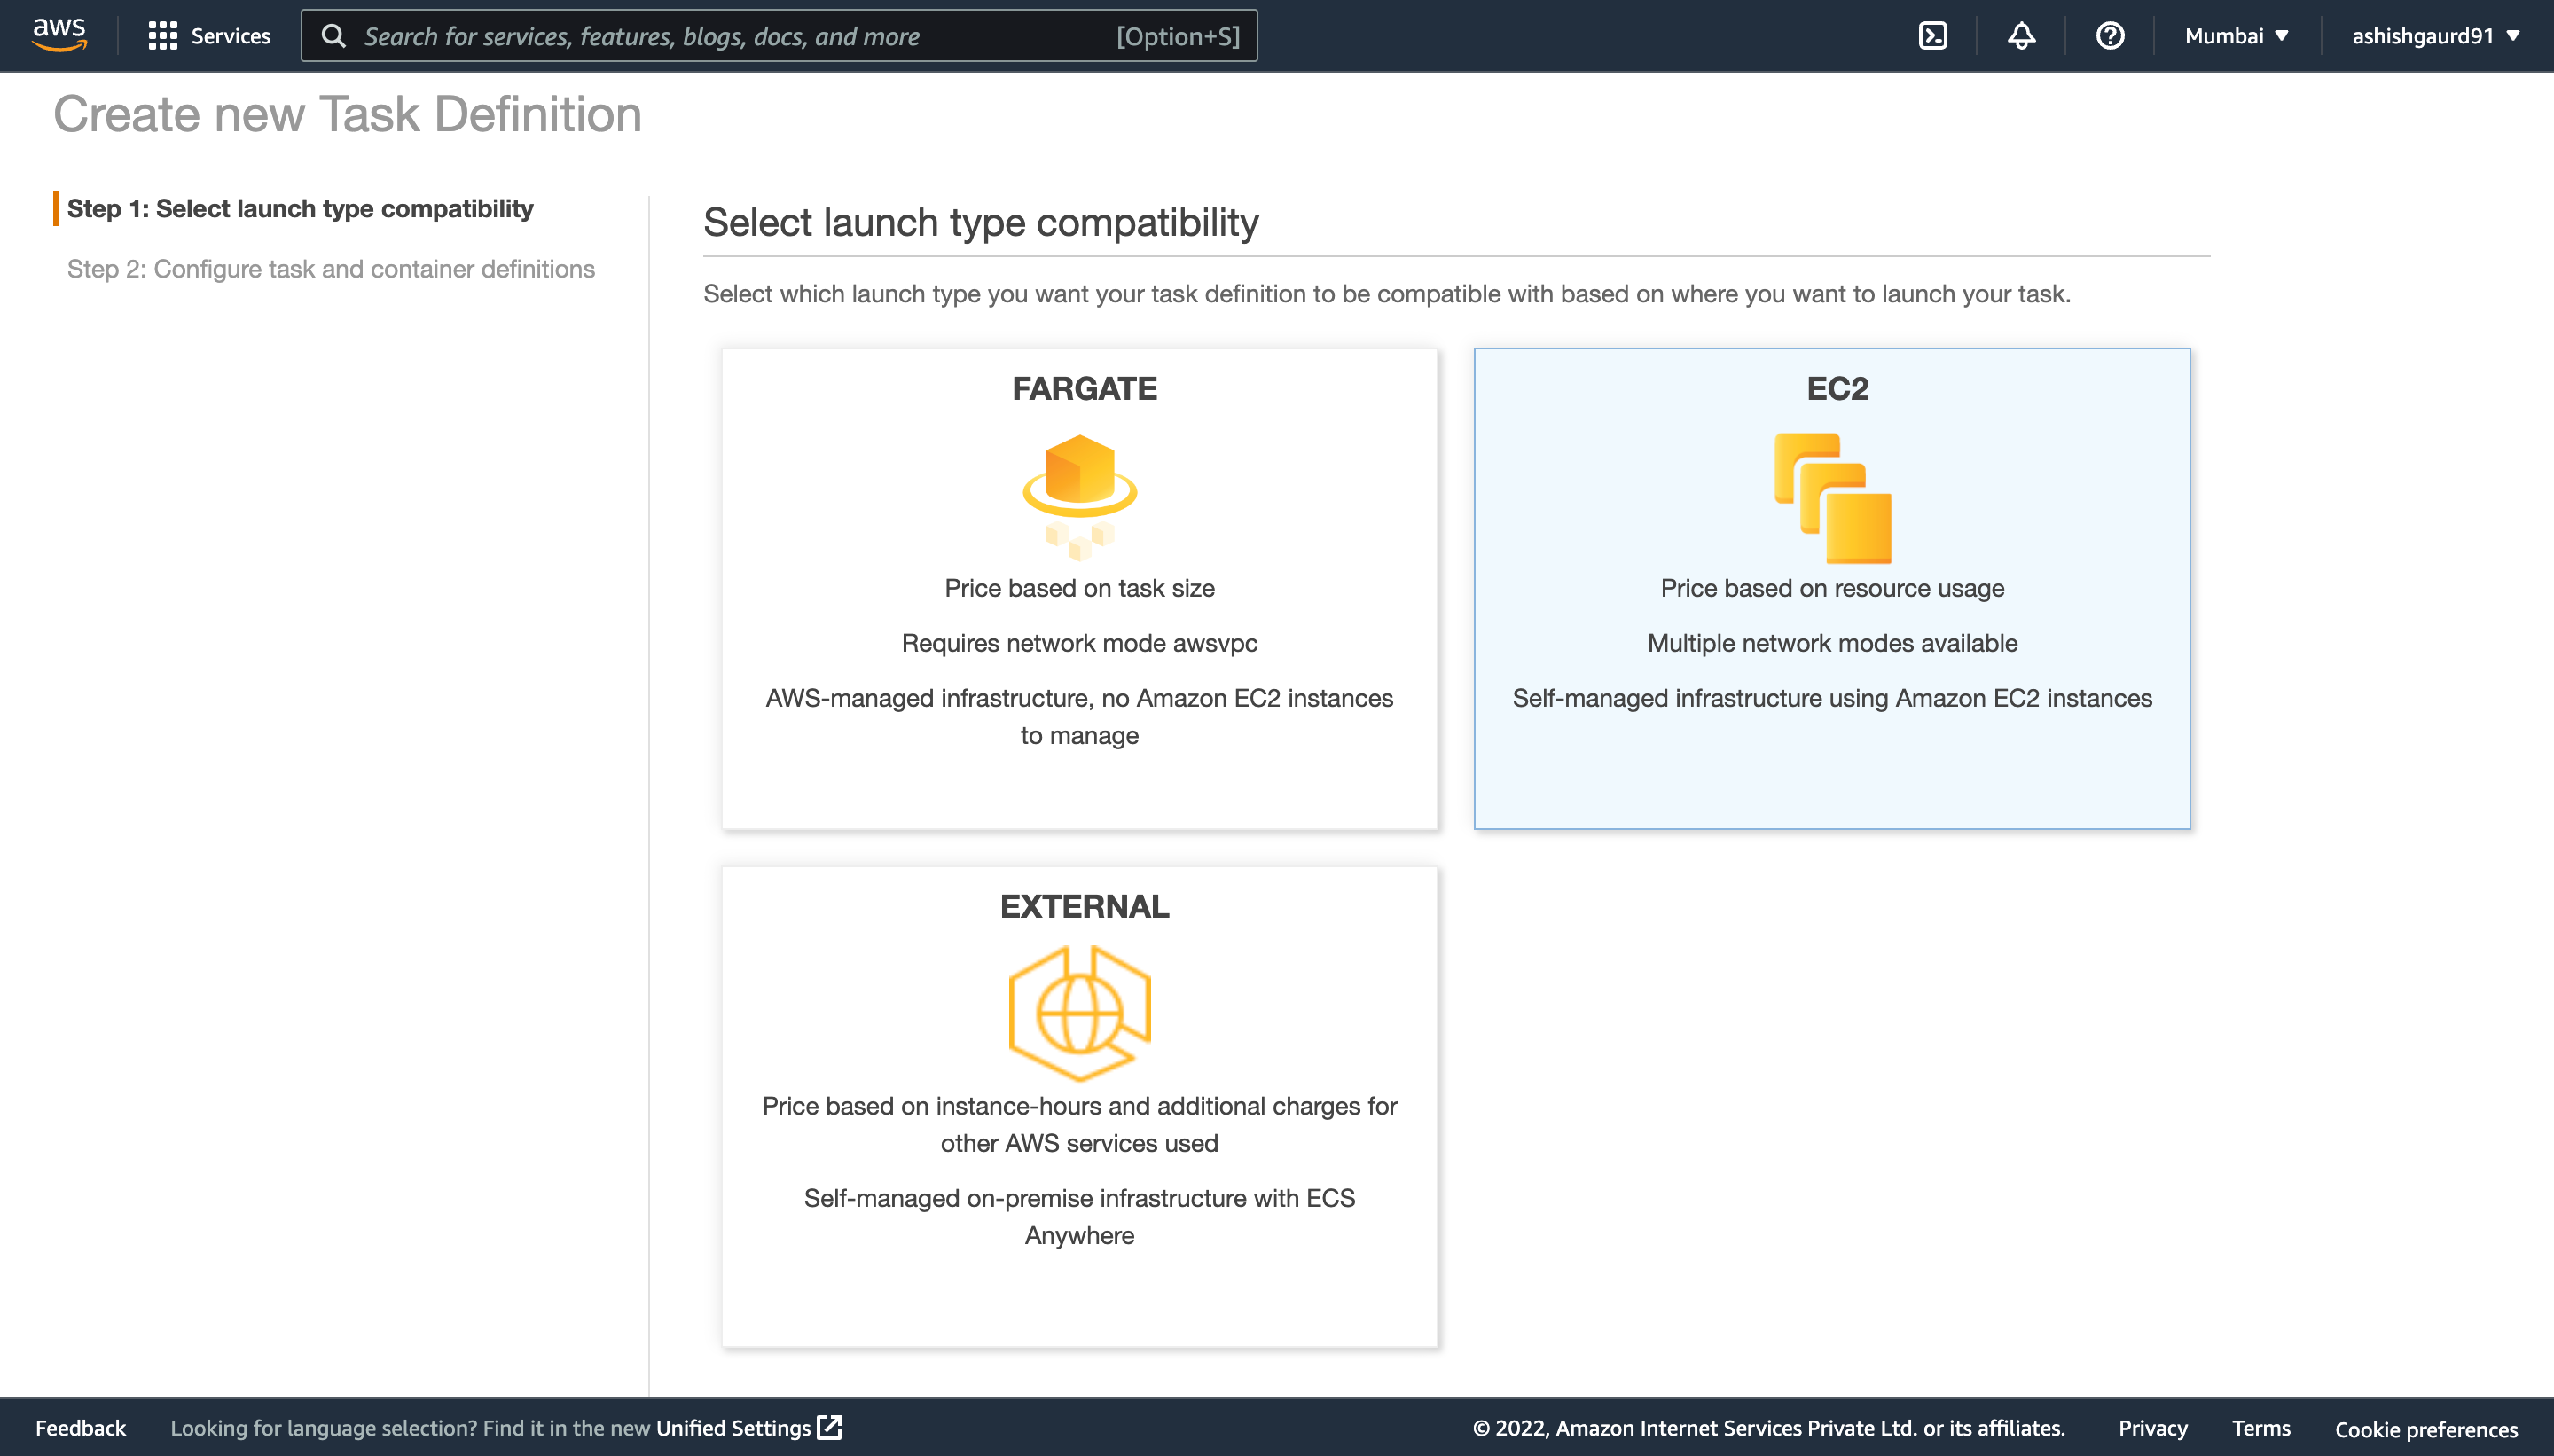 aws
Services
Search for services, features, blogs, docs, and more
[Option+S]
Mumbai ▼
ashishgaurd91 ▼
Create new Task Definition
Step 1: Select launch type compatibility
Step 2: Configure task and container definitions
Select launch type compatibility
Select which launch type you want your task definition to be compatible with based on where you want to launch your task.
FARGATE
Price based on task size
Requires network mode awsvpc
AWS-managed infrastructure, no Amazon EC2 instances
to manage
EC2
Price based on resource usage
Multiple network modes available
Self-managed infrastructure using Amazon EC2 instances
EXTERNAL
Price based on instance-hours and additional charges for
other AWS services used
Self-managed on-premise infrastructure with ECS
Anywhere
Feedback
Looking for language selection? Find it in the new Unified Settings
© 2022, Amazon Internet Services Private Ltd. or its affiliates.
Privacy
Terms
Cookie preferences